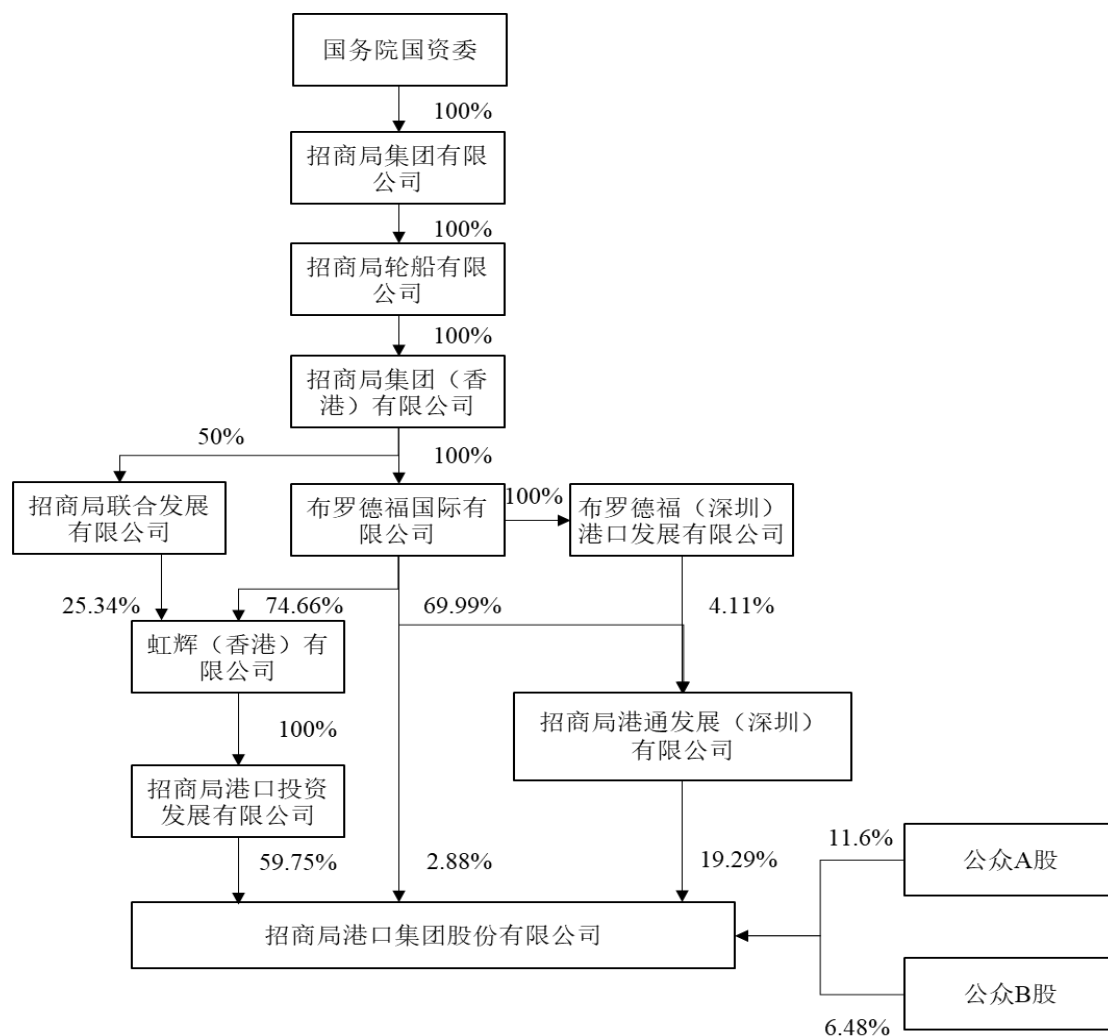 国务院国资委
100%
招商局集团有限
公司
100%
招商局轮船有限
公司
100%
招商局集团（香
港）有限公司
50%
100%
招商局联合发展
有限公司
布罗德福国际有
限公司
100%
布罗德福（深圳）
港口发展有限公司
25.34%
74.66%
69.99%
4.11%
虹辉（香港）有
限公司
100%
招商局港通发展（深圳）
有限公司
招商局港口投资
发展有限公司
59.75%
2.88%
19.29%
11.6%
公众A股
招商局港口集团股份有限公司
公众B股
6.48%